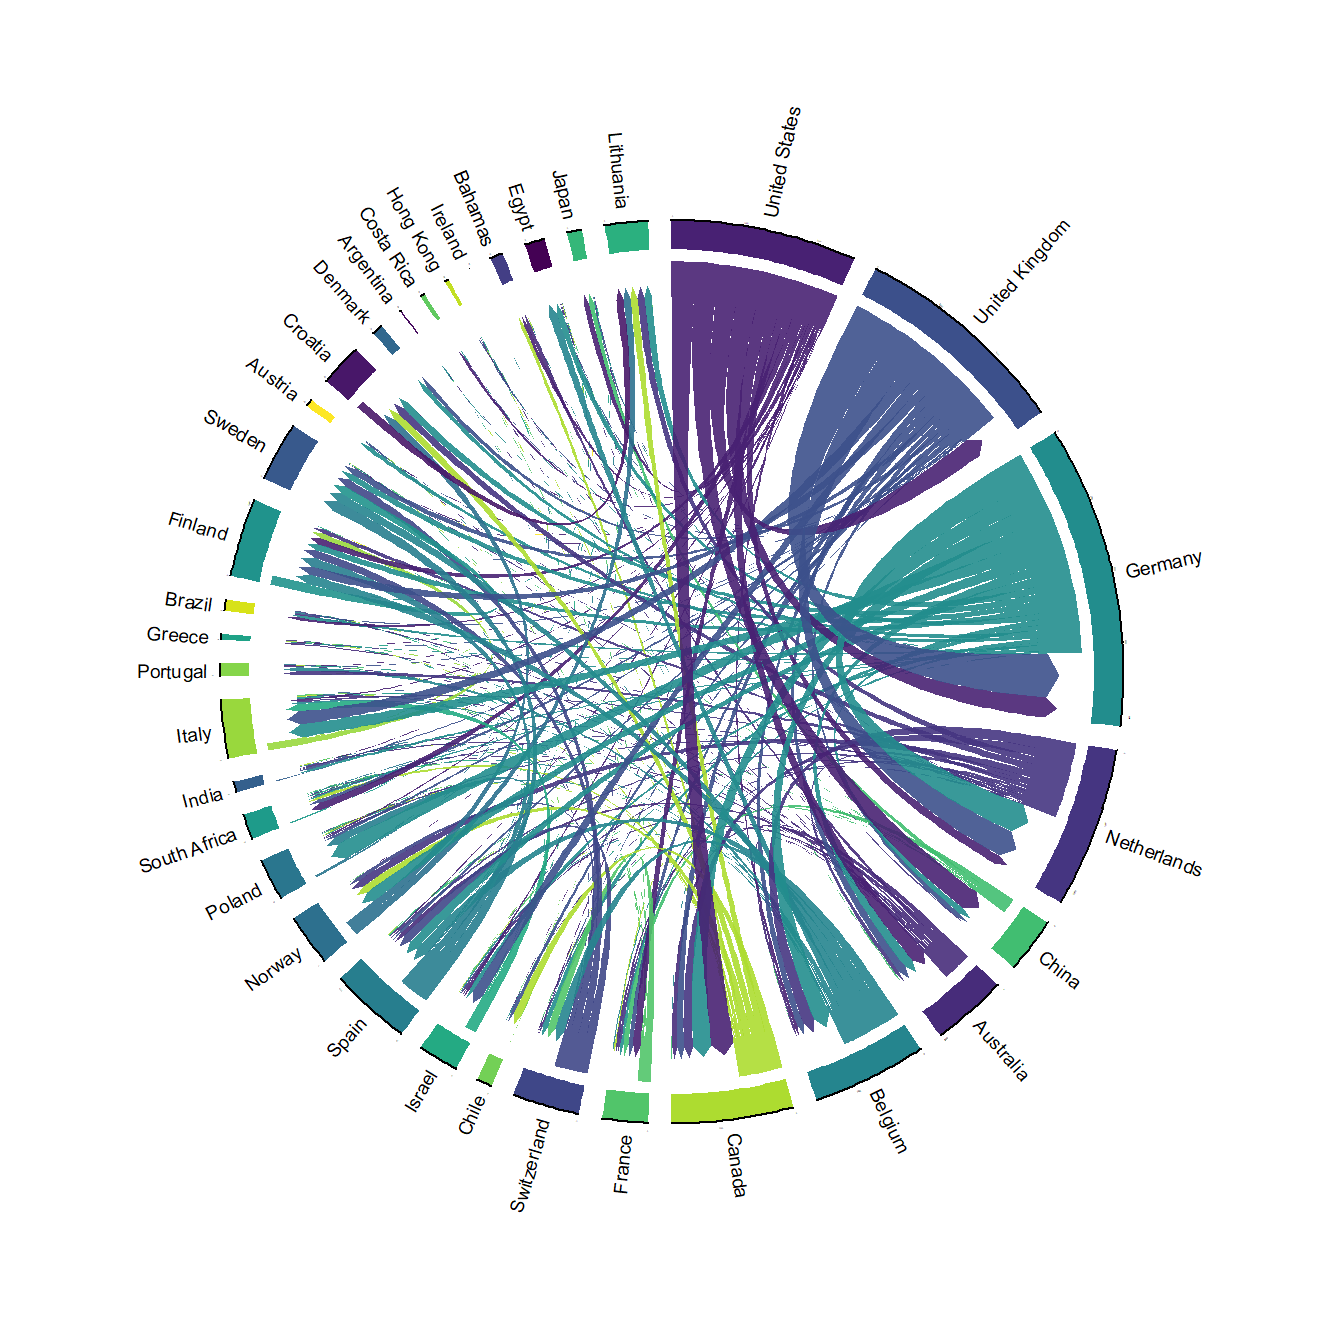 United States
United Kingdom
Germany
Netherlands
China
Australia
Belgium
Canada
France
Switzerland
Chile
Israel
Spain
Norway
Poland
South Africa
India
Italy
Portugal
Greece
Brazil
Finland
Sweden
Austria
Croatia
Denmark
Argentina
Costa Rica
Hong Kong
Ireland
Bahamas
Egypt
Japan
Lithuania